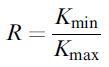 R = K_min / K_max